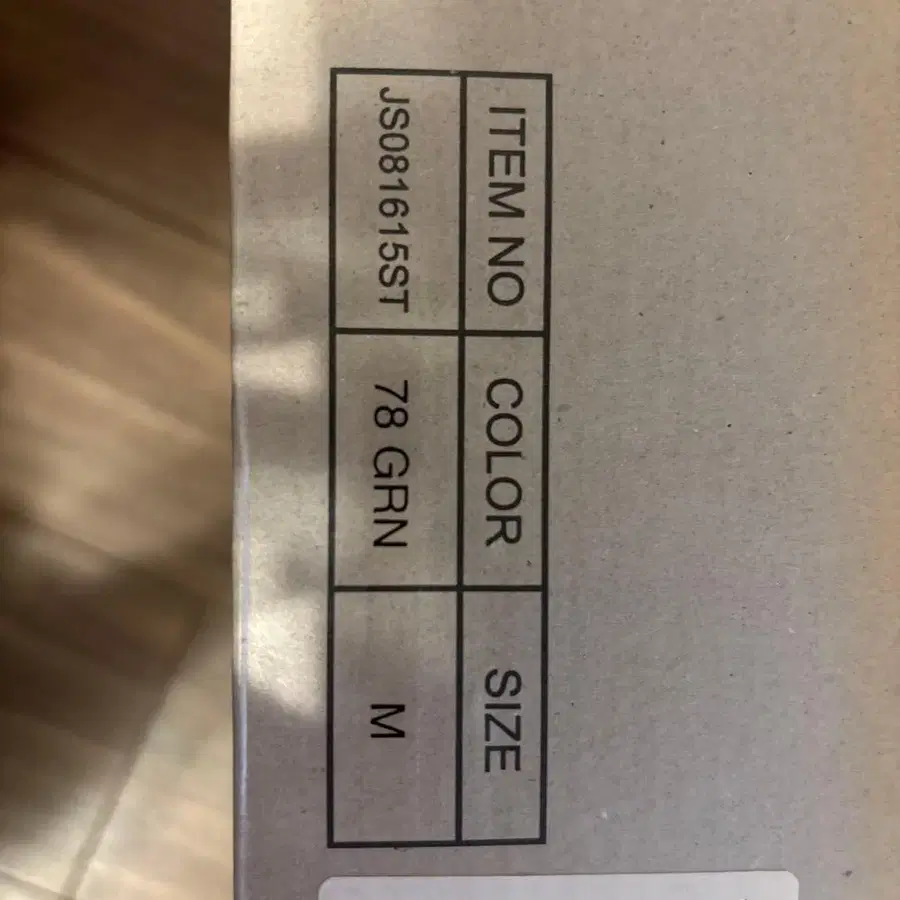 ITEM NO COLOR SIZE
JS081615ST 78 GRN M